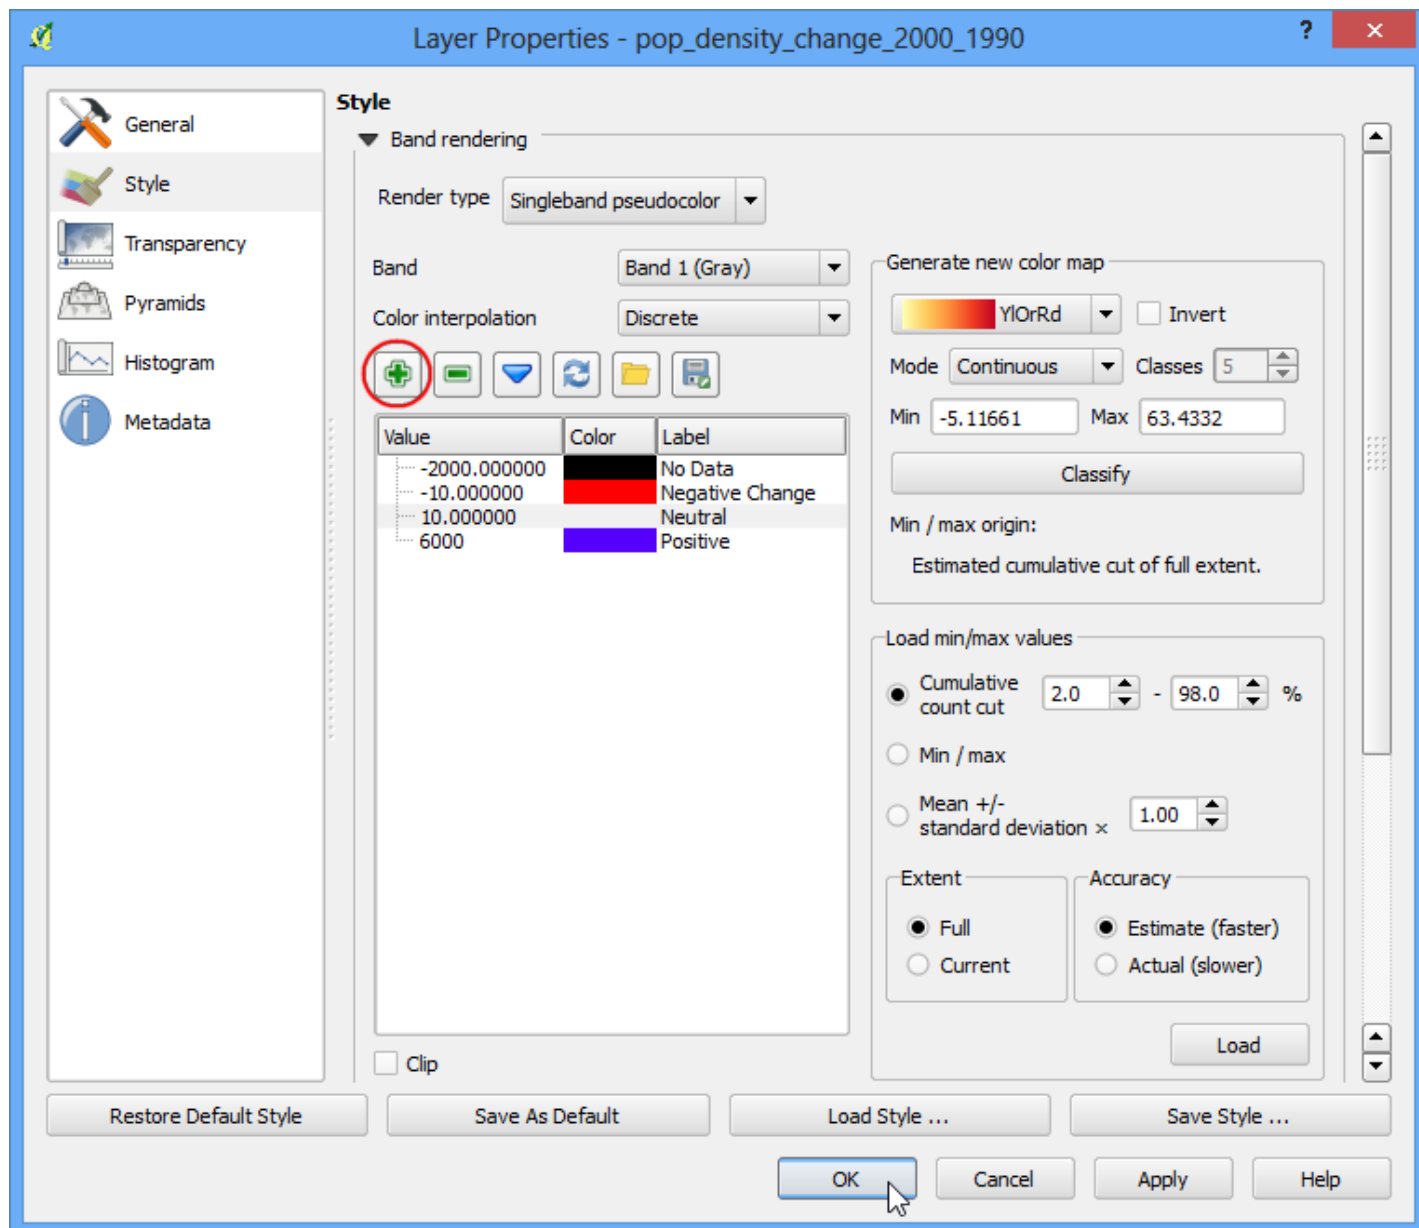 Layer Properties - pop_density_change_2000_1990
?
General
Style
Transparency
Pyramids
Histogram
Metadata
Style
Band rendering
Render type Singleband pseudocolor
Band Band 1 (Gray)
Color interpolation Discrete
Value Color Label
-2000.000000 No Data
-10.000000 Negative Change
10.000000 Neutral
6000 Positive
Clip
Generate new color map
YlOrRd Invert
Mode Continuous Classes 5
Min -5.11661 Max 63.4332
Classify
Min / max origin:
Estimated cumulative cut of full extent.
Load min/max values
Cumulative
count cut 2.0 - 98.0 %
Min / max
Mean +/-
standard deviation × 1.00
Extent
Full
Current
Accuracy
Estimate (faster)
Actual (slower)
Load
Restore Default Style Save As Default Load Style ... Save Style ...
OK Cancel Apply Help